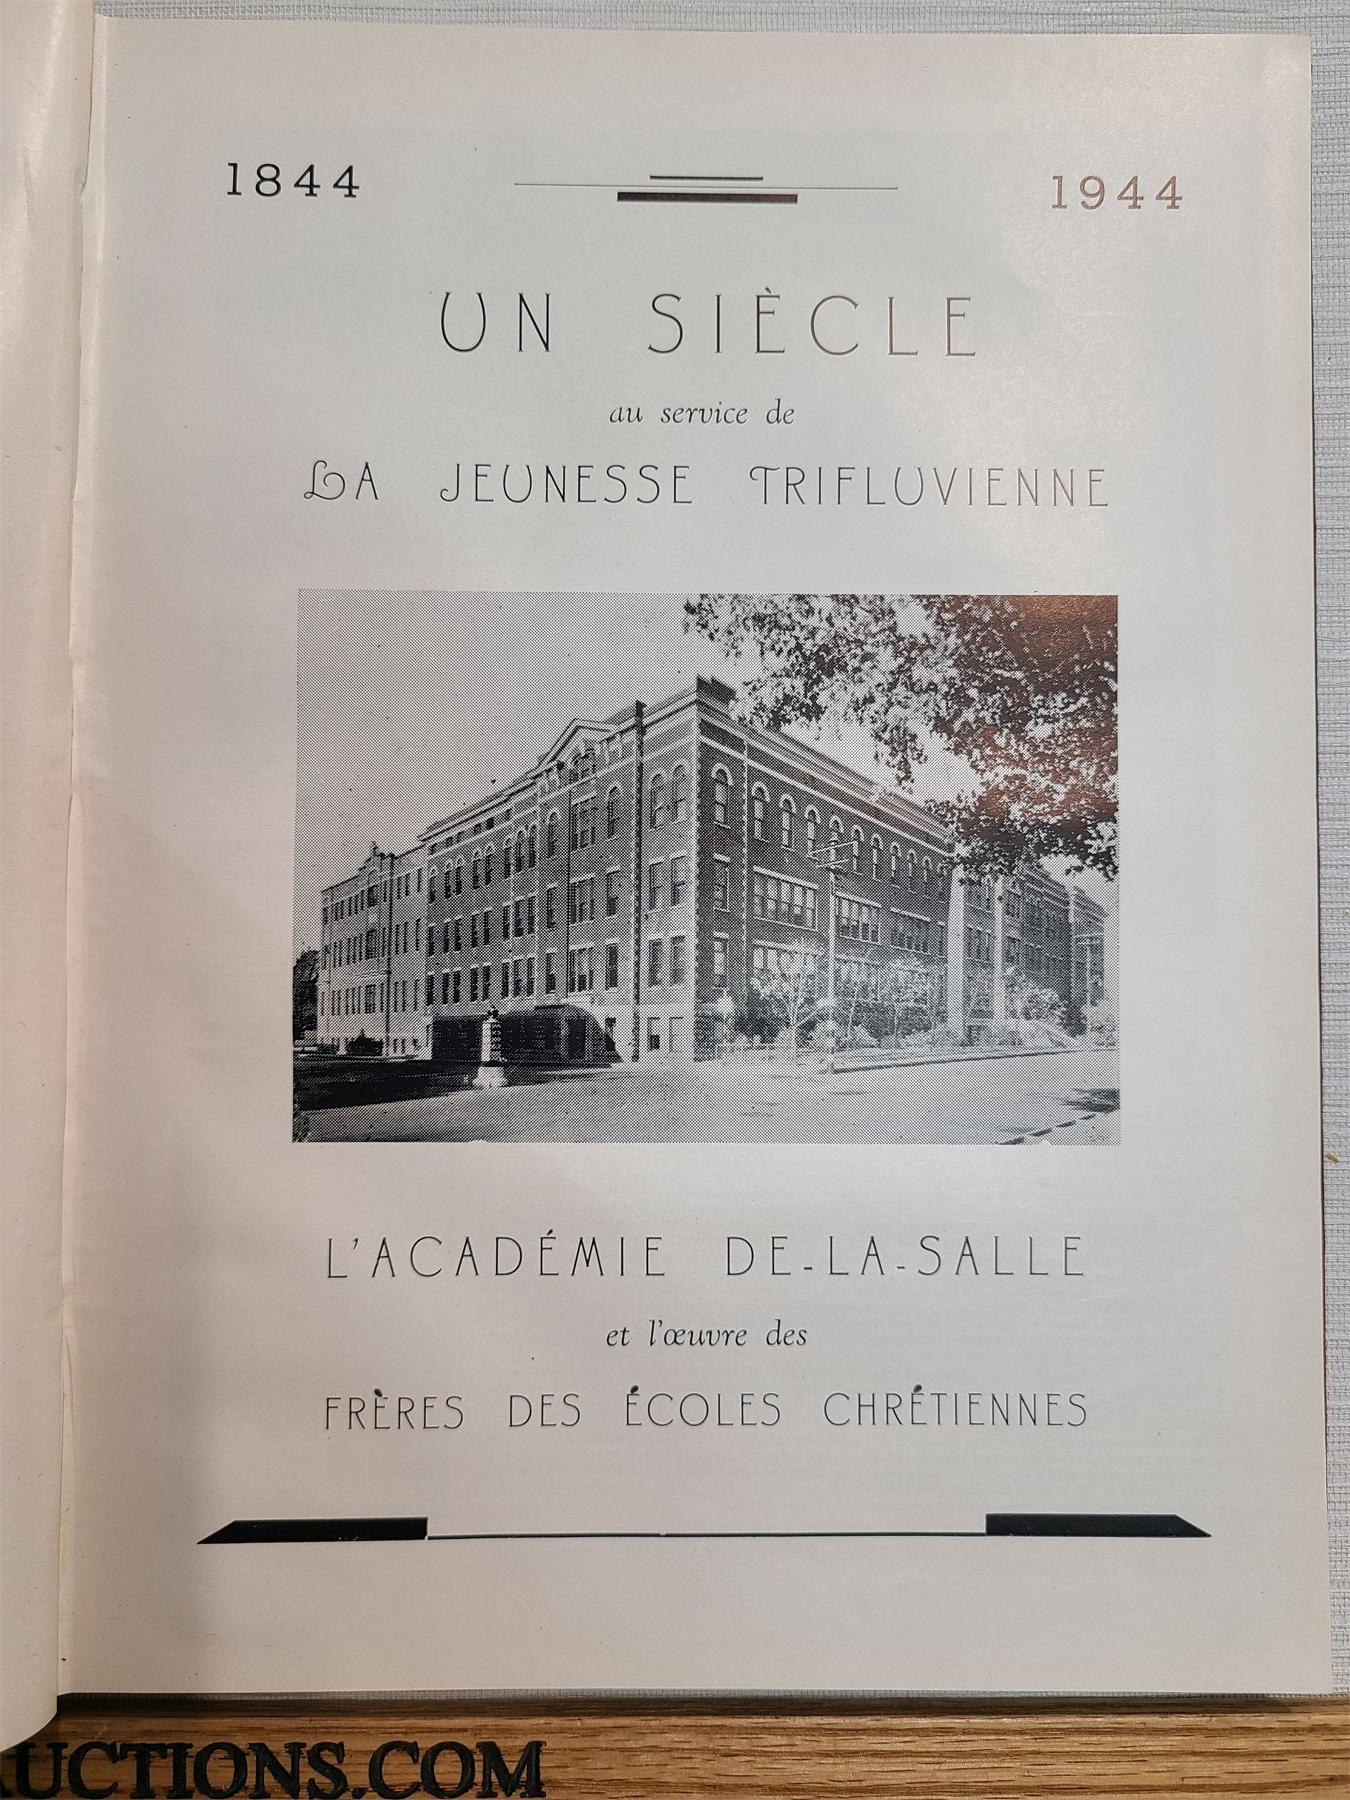 1844 1944
UN SIÈCLE
au service de
LA JEUNESSE TRIFLUVIENNE
L'ACADÉMIE DE-LA-SALLE
et l'œuvre des
FRÈRES DES ÉCOLES CHRÉTIENNES
UCTIONS.COM